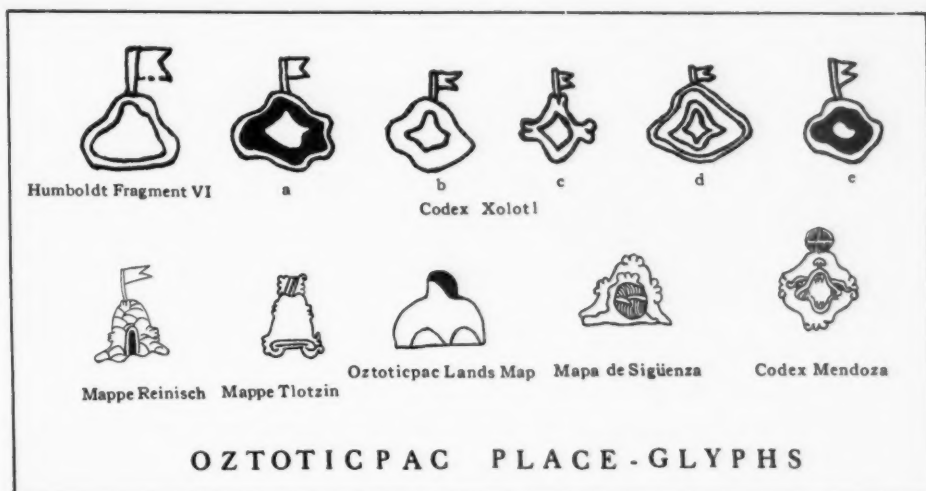 Humboldt Fragment VI
a
b
c
d
e
Codex Xolotl
Mappe Reinisch
Mappe Tlotzin
Oztoticpac Lands Map
Mapa de Sigüenza
Codex Mendoza
OZTOTICPAC PLACE-GLYPHS